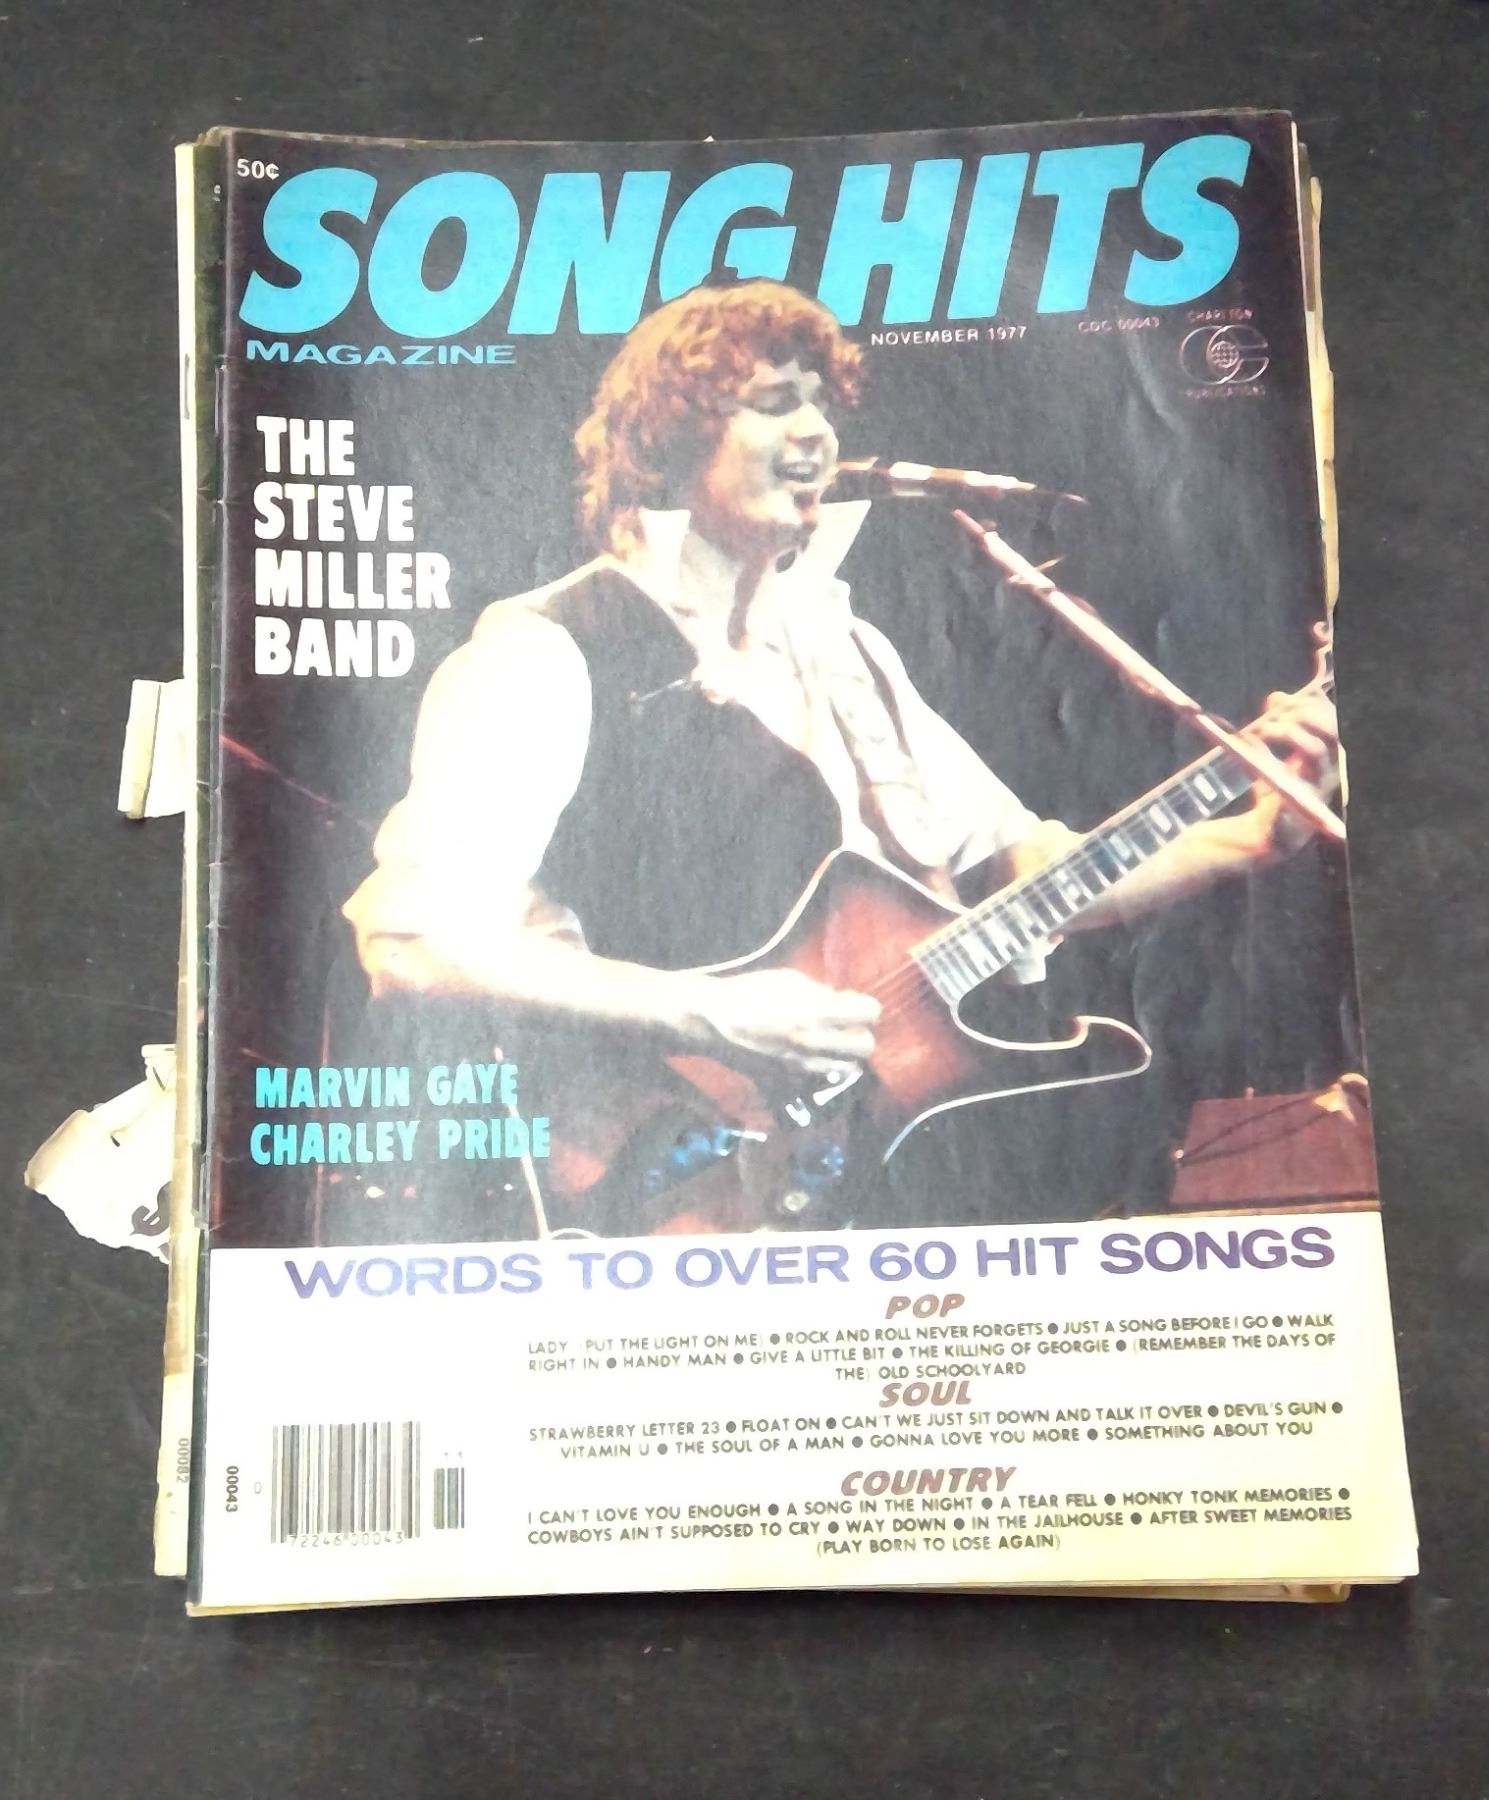 50¢
SONG HITS
MAGAZINE
NOVEMBER 1977
CDC 00043
CHARLTON
PUBLICATIONS
THE
STEVE
MILLER
BAND
MARVIN GAYE
CHARLEY PRIDE
WORDS TO OVER 60 HIT SONGS
POP
LADY (PUT THE LIGHT ON ME) ● ROCK AND ROLL NEVER FORGETS ● JUST A SONG BEFORE I GO ● WALK
RIGHT IN ● HANDY MAN ● GIVE A LITTLE BIT ● THE KILLING OF GEORGIE ● (REMEMBER THE DAYS OF
THE) OLD SCHOOLYARD
SOUL
STRAWBERRY LETTER 23 ● FLOAT ON ● CAN'T WE JUST SIT DOWN AND TALK IT OVER ● DEVIL'S GUN ●
VITAMIN U ● THE SOUL OF A MAN ● GONNA LOVE YOU MORE ● SOMETHING ABOUT YOU
COUNTRY
I CAN'T LOVE YOU ENOUGH ● A SONG IN THE NIGHT ● A TEAR FELL ● HONKY TONK MEMORIES ●
COWBOYS AIN'T SUPPOSED TO CRY ● WAY DOWN ● IN THE JAILHOUSE ● AFTER SWEET MEMORIES
(PLAY BORN TO LOSE AGAIN)
00082
00043
0
72246 00043